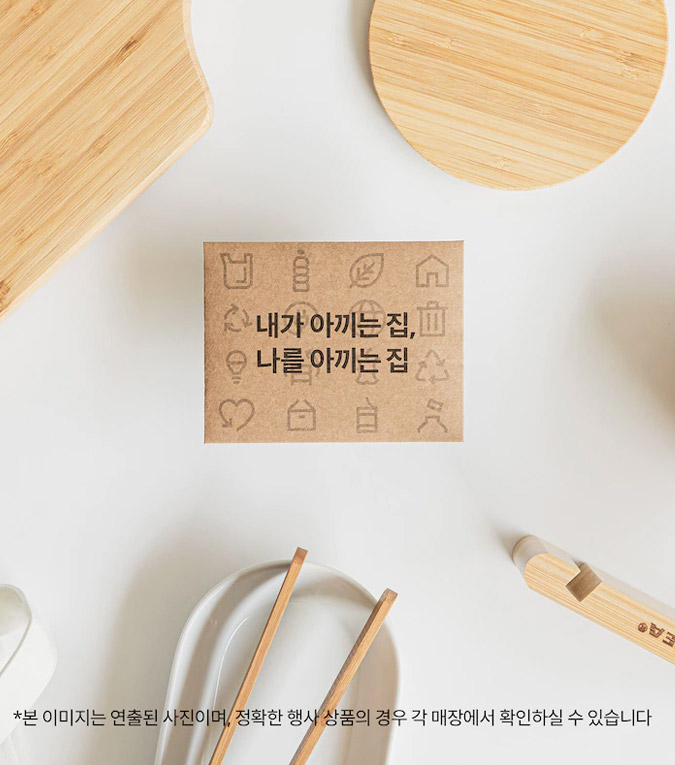 내가 아끼는 집,
나를 아끼는 집
*본 이미지는 연출된 사진이며, 정확한 행사 상품의 경우 각 매장에서 확인하실 수 있습니다